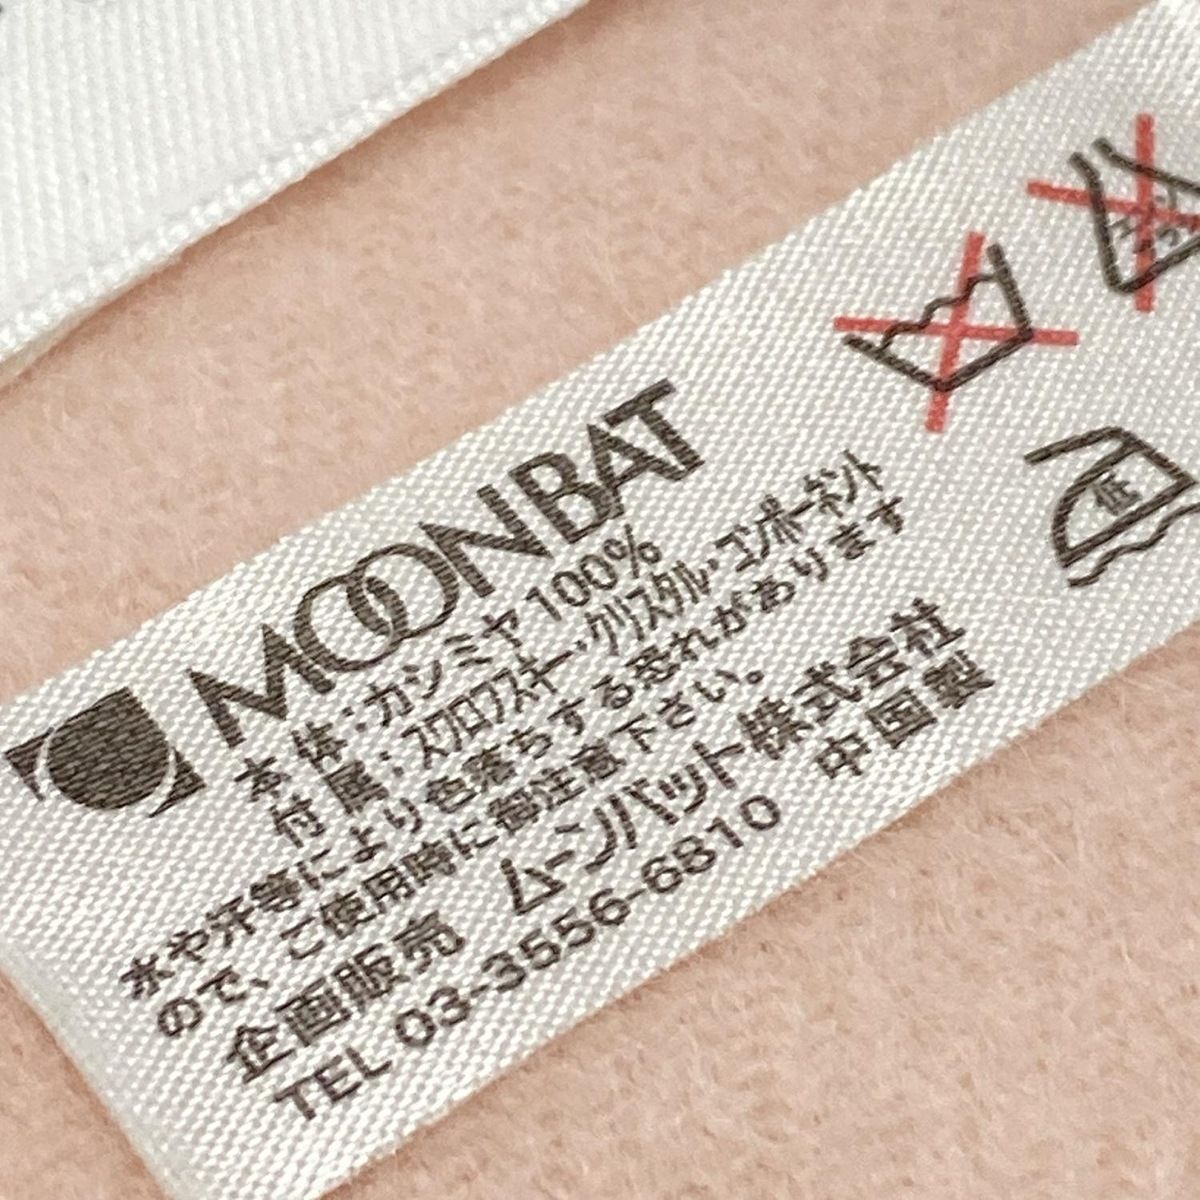 MOONBAT
本体:カシミヤ100%
付属:スワロフスキー・クリスタル・コンポーネント
水や汗等により色落ちする恐れがあります
ので、ご使用時に御注意下さい。
企画販売 ムーンバット株式会社
TEL 03-3556-6810 中国製
低